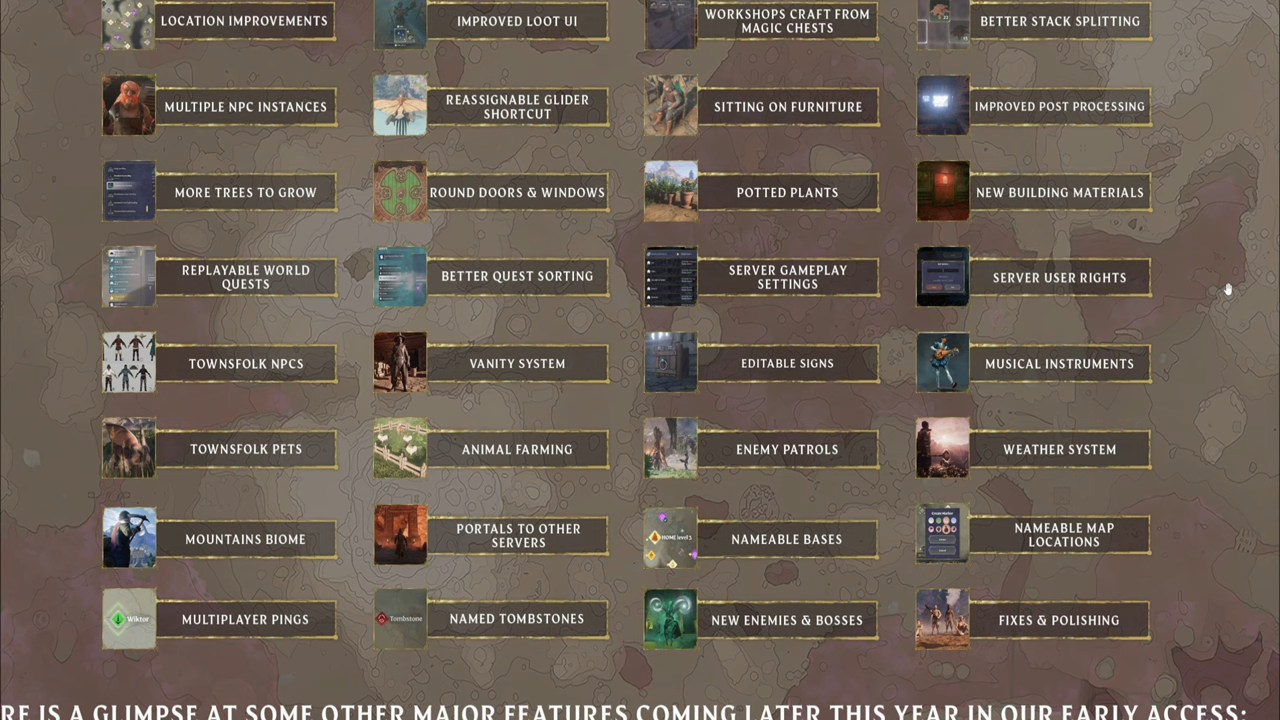 LOCATION IMPROVEMENTS
IMPROVED LOOT UI
WORKSHOPS CRAFT FROM
MAGIC CHESTS
BETTER STACK SPLITTING
MULTIPLE NPC INSTANCES
REASSIGNABLE GLIDER
SHORTCUT
SITTING ON FURNITURE
IMPROVED POST PROCESSING
MORE TREES TO GROW
ROUND DOORS & WINDOWS
POTTED PLANTS
NEW BUILDING MATERIALS
REPLAYABLE WORLD
QUESTS
BETTER QUEST SORTING
SERVER GAMEPLAY
SETTINGS
SERVER USER RIGHTS
TOWNSFOLK NPCS
VANITY SYSTEM
EDITABLE SIGNS
MUSICAL INSTRUMENTS
TOWNSFOLK PETS
ANIMAL FARMING
ENEMY PATROLS
WEATHER SYSTEM
MOUNTAINS BIOME
PORTALS TO OTHER
SERVERS
HOME level 5
NAMEABLE BASES
NAMEABLE MAP
LOCATIONS
Wiktor
MULTIPLAYER PINGS
Tombstone
NAMED TOMBSTONES
NEW ENEMIES & BOSSES
FIXES & POLISHING
RE IS A GLIMPSE AT SOME OTHER MAJOR FEATURES COMING LATER THIS YEAR IN OUR EARLY ACCESS: